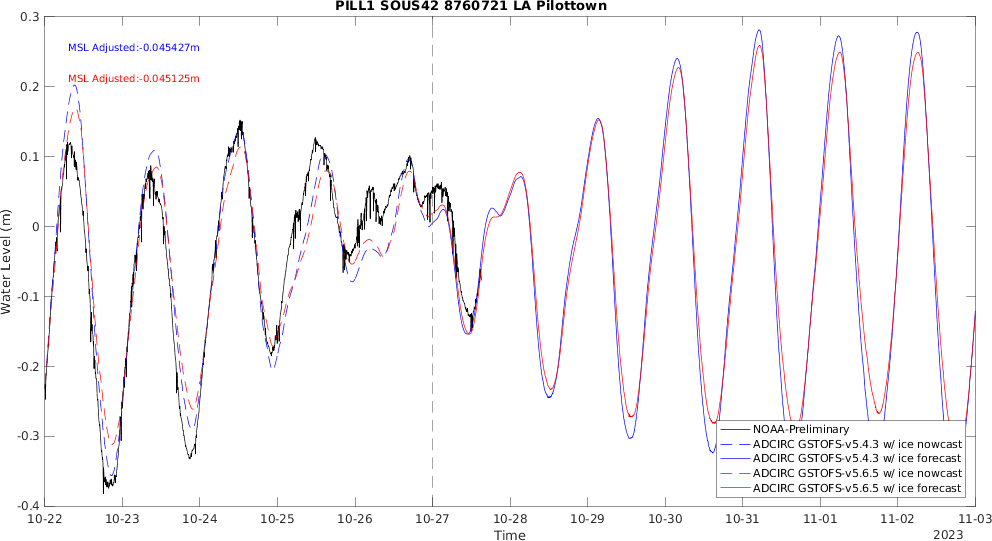 PILL1 SOUS42 8760721 LA Pilottown
MSL Adjusted:-0.045427m
MSL Adjusted:-0.045125m
0.3
0.2
0.1
0
-0.1
-0.2
-0.3
-0.4
Water Level (m)
NOAA-Preliminary
ADCIRC GSTOFS-v5.4.3 w/ ice nowcast
ADCIRC GSTOFS-v5.4.3 w/ ice forecast
ADCIRC GSTOFS-v5.6.5 w/ ice nowcast
ADCIRC GSTOFS-v5.6.5 w/ ice forecast
10-22 10-23 10-24 10-25 10-26 10-27 10-28 10-29 10-30 10-31 11-01 11-02 11-03
Time
2023